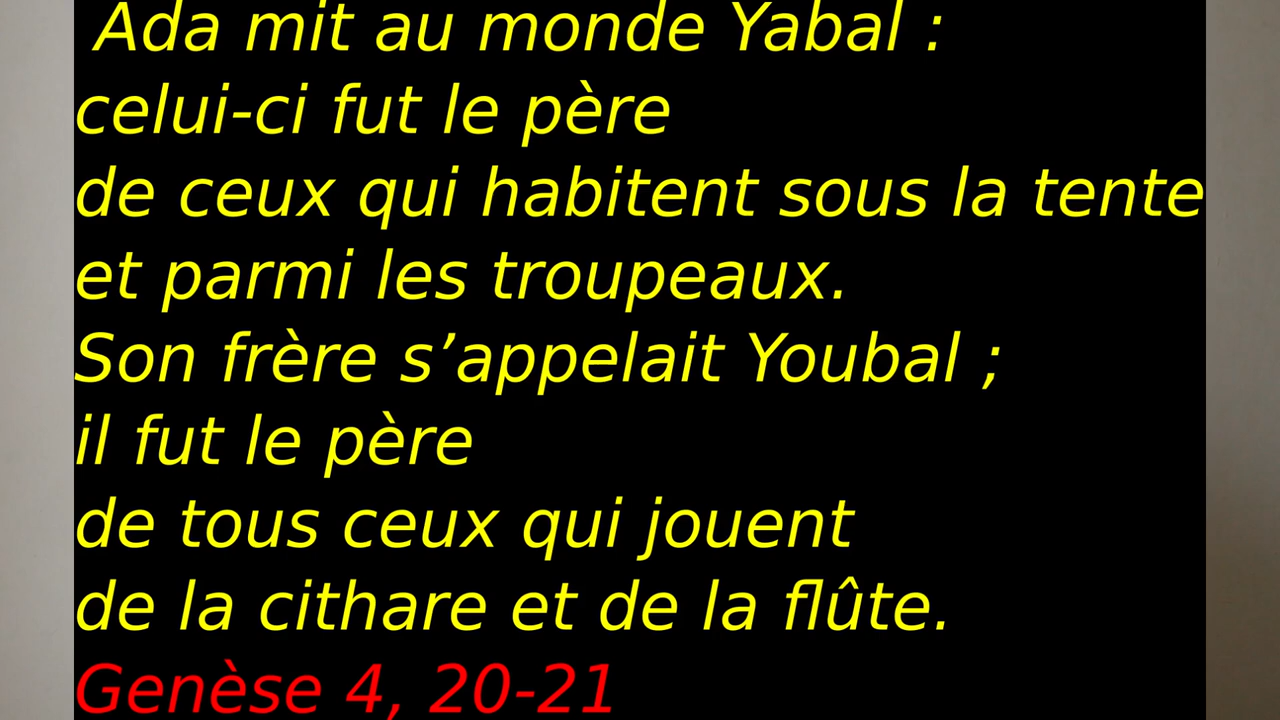 Ada mit au monde Yabal :
celui-ci fut le père
de ceux qui habitent sous la tente
et parmi les troupeaux.
Son frère s’appelait Youbal ;
il fut le père
de tous ceux qui jouent
de la cithare et de la flûte.
Genèse 4, 20-21